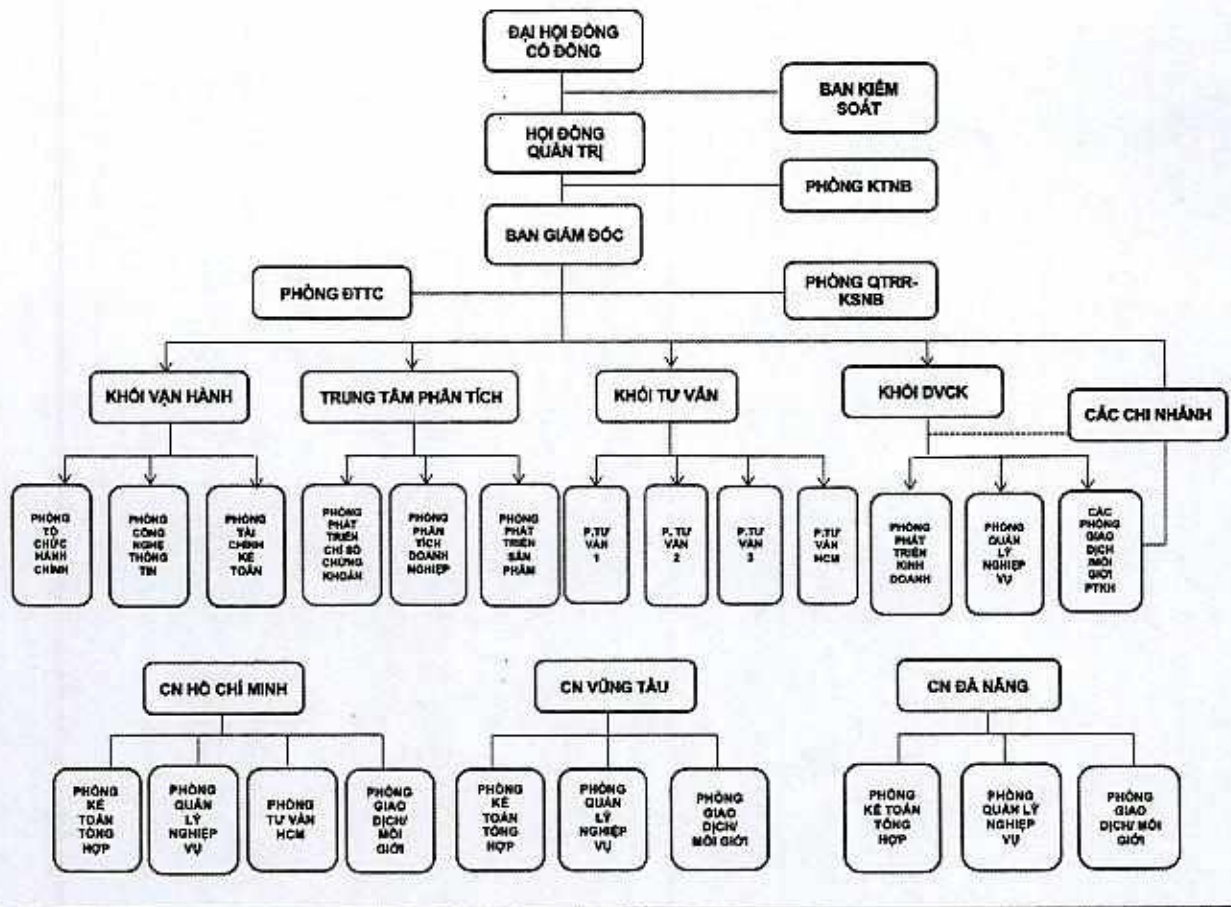 ĐẠI HỘI ĐỒNG
CỔ ĐÔNG
BAN KIỂM
SOÁT
HỘI ĐỒNG
QUẢN TRỊ
PHÒNG KTNB
BAN GIÁM ĐỐC
PHÒNG ĐTTC
PHÒNG QTRR-
KSNB
KHỐI VẬN HÀNH
TRUNG TÂM PHÂN TÍCH
KHỐI TƯ VẤN
KHỐI DVCK
CÁC CHI NHÁNH
PHÒNG
TỔ
CHỨC
HÀNH
CHÍNH
PHÒNG
CÔNG
NGHỆ
THÔNG
TIN
PHÒNG
TÀI
CHÍNH
KẾ
TOÁN
PHÒNG
PHÁT
TRIỂN
CHỈ SỐ
CHỨNG
KHOÁN
PHÒNG
PHÂN
TÍCH
DOANH
NGHIỆP
PHÒNG
PHÁT
TRIỂN
SẢN
PHẨM
P.TƯ
VẤN
1
P. TƯ
VẤN
2
P.TƯ
VẤN
3
P.TƯ
VẤN
HCM
PHÒNG
PHÁT
TRIỂN
KINH
DOANH
PHÒNG
QUẢN
LÝ
NGHIỆP
VỤ
CÁC
PHÒNG
GIAO
DỊCH
/MÔI
GIỚI
PTKH
CN HỒ CHÍ MINH
CN VŨNG TÀU
CN ĐÀ NẴNG
PHÒNG
KẾ
TOÁN
TỔNG
HỢP
PHÒNG
QUẢN
LÝ
NGHIỆP
VỤ
PHÒNG
TƯ VẤN
HCM
PHÒNG
GIAO
DỊCH/
MÔI
GIỚI
PHÒNG
KẾ
TOÁN
TỔNG
HỢP
PHÒNG
QUẢN
LÝ
NGHIỆP
VỤ
PHÒNG
GIAO
DỊCH/
MÔI GIỚI
PHÒNG
KẾ TOÁN
TỔNG
HỢP
PHÒNG
QUẢN LÝ
NGHIỆP
VỤ
PHÒNG
GIAO
DỊCH/ MÔI
GIỚI